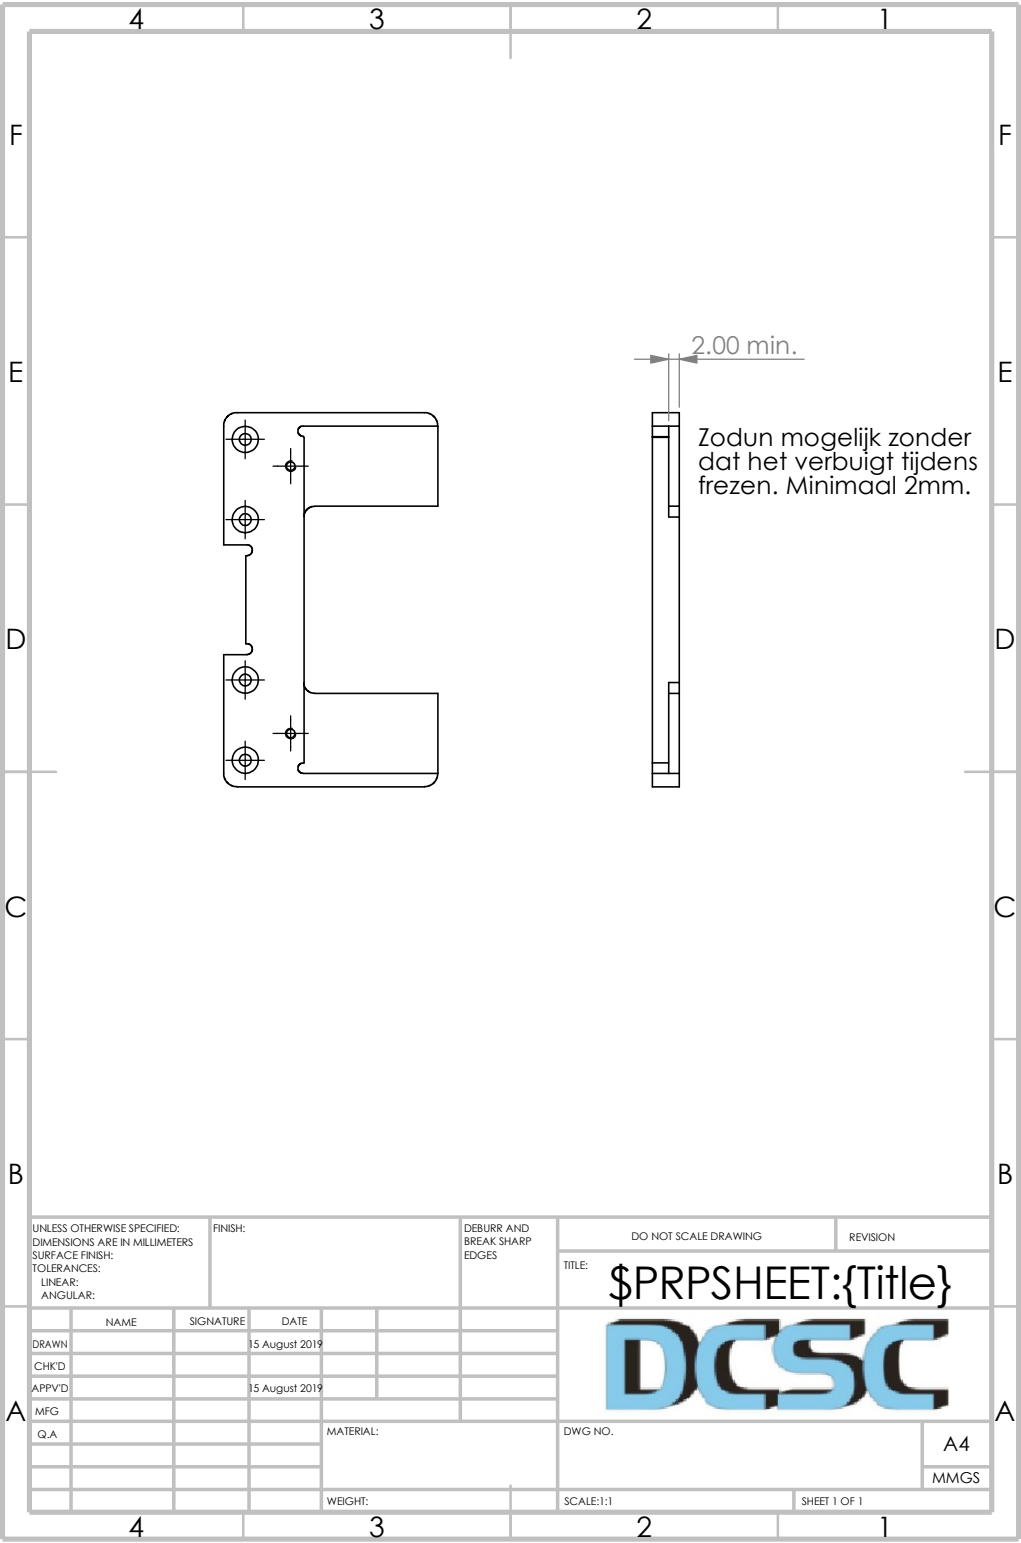 4 3 2 1
F F
E E
D D
C C
B B
A A
2.00 min.
Zodun mogelijk zonder
dat het verbuigt tijdens
frezen. Minimaal 2mm.
UNLESS OTHERWISE SPECIFIED:
DIMENSIONS ARE IN MILLIMETERS
SURFACE FINISH:
TOLERANCES:
LINEAR:
ANGULAR:
FINISH:
DEBURR AND
BREAK SHARP
EDGES
DO NOT SCALE DRAWING
REVISION
TITLE:
$PRPSHEET:{Title}
NAME SIGNATURE DATE
DRAWN 15 August 2019
CHK'D
APPV'D 15 August 2019
MFG
Q.A
DCSC
MATERIAL:
DWG NO.
A4
MMGS
WEIGHT:
SCALE:1:1
SHEET 1 OF 1
4 3 2 1